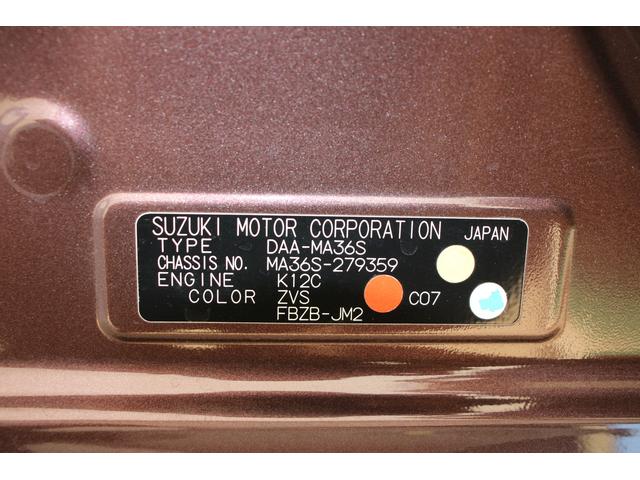 SUZUKI MOTOR CORPORATION JAPAN
TYPE DAA-MA36S
CHASSIS NO. MA36S-279359
ENGINE K12C
COLOR ZVS C07
FBZB-JM2